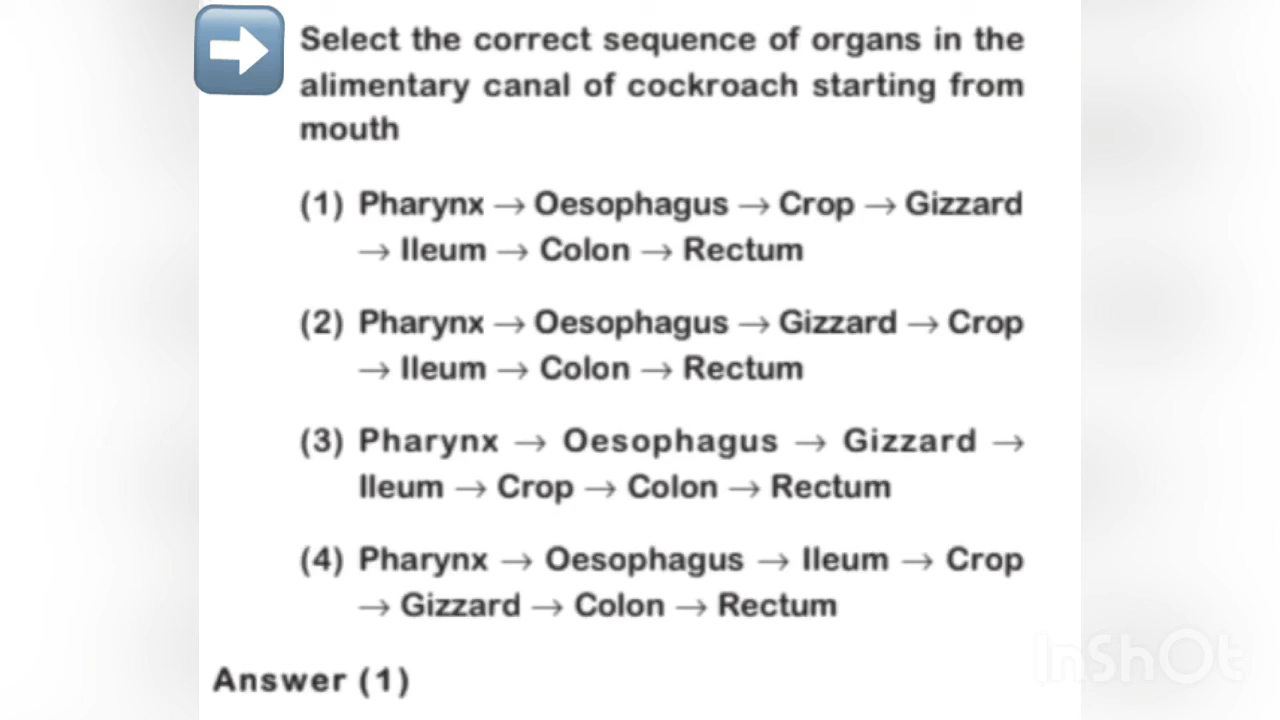 Select the correct sequence of organs in the
alimentary canal of cockroach starting from
mouth
(1) Pharynx → Oesophagus → Crop → Gizzard
→ Ileum → Colon → Rectum
(2) Pharynx → Oesophagus → Gizzard → Crop
→ Ileum → Colon → Rectum
(3) Pharynx → Oesophagus → Gizzard →
Ileum → Crop → Colon → Rectum
(4) Pharynx → Oesophagus → Ileum → Crop
→ Gizzard → Colon → Rectum
Answer (1)
InShOt